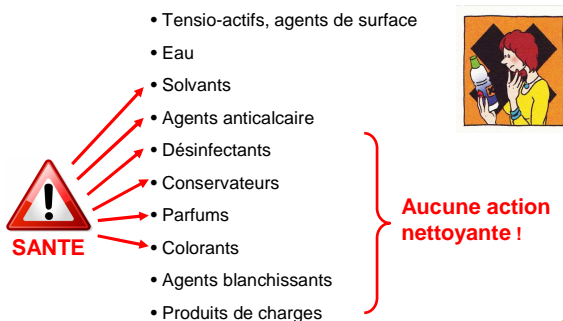 • Tensio-actifs, agents de surface
• Eau
• Solvants
• Agents anticalcaire
• Désinfectants
• Conservateurs
• Parfums
• Colorants
• Agents blanchissants
• Produits de charges
SANTE
Aucune action
nettoyante !